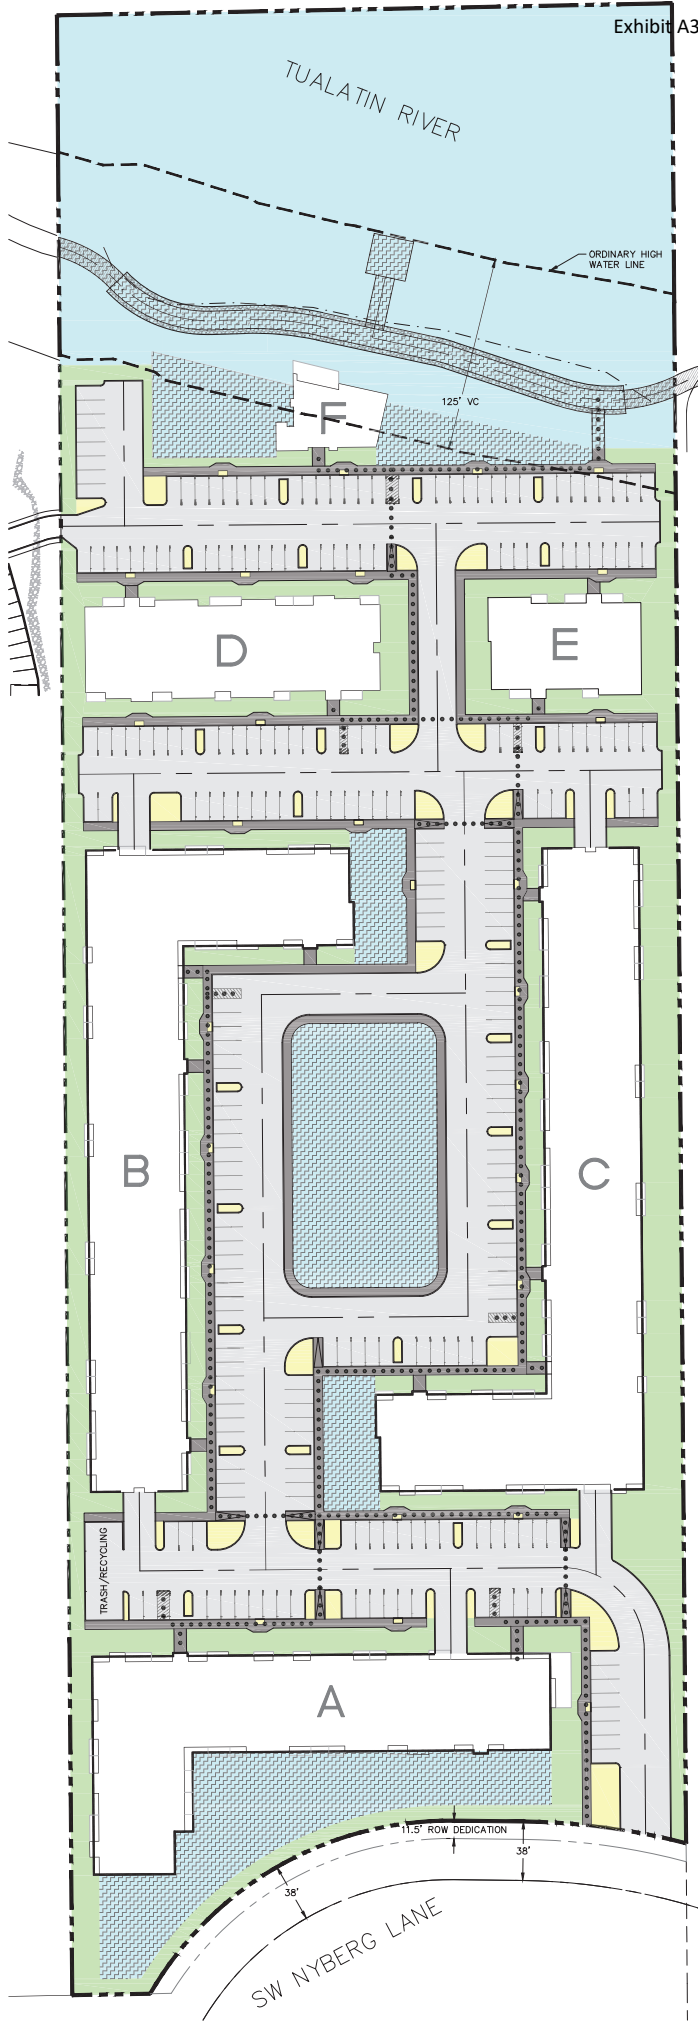 Exhibit A3
TUALATIN RIVER
ORDINARY HIGH
WATER LINE
125' VC
F
D
E
B
C
TRASH/RECYCLING
A
11.5' ROW DEDICATION
38'
38'
SW NYBERG LANE